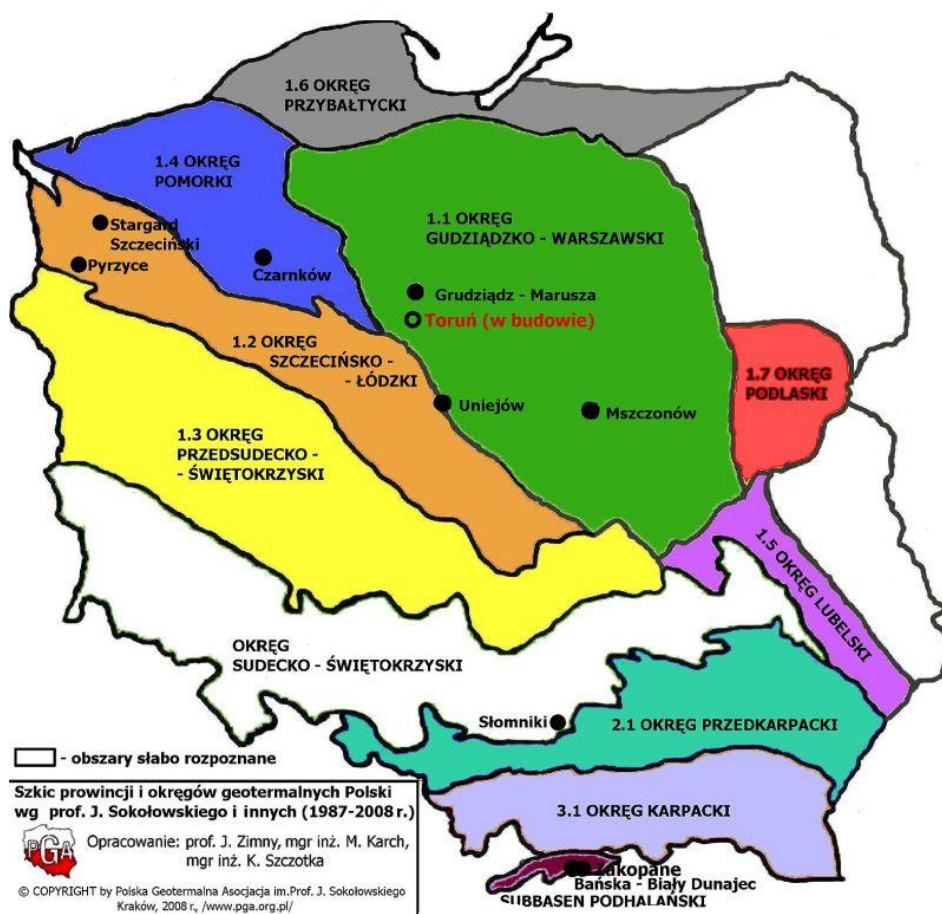 1.6 OKRĘG
PRZYBAŁTYCKI
1.4 OKRĘG
POMORKI
1.1 OKRĘG
GUDZIĄDZKO - WARSZAWSKI
Stargard
Szczeciński
Pyrzyce
Czarnków
Grudziądz - Marusza
Toruń (w budowie)
1.2 OKRĘG
SZCZECIŃSKO -
- ŁÓDZKI
1.7 OKRĘG
PODLASKI
Uniejów
Mszczonów
1.3 OKRĘG
PRZEDSUDECKO -
- ŚWIĘTOKRZYSKI
1.5 OKRĘG LUBELSKI
OKRĘG
SUDECKO - ŚWIĘTOKRZYSKI
Słomniki
2.1 OKRĘG PRZEDKARPACKI
- obszary słabo rozpoznane
3.1 OKRĘG KARPACKI
Zakopane
Bańska - Biały Dunajec
SUBBASEN PODHALAŃSKI
Szkic prowincji i okręgów geotermalnych Polski
wg prof. J. Sokołowskiego i innych (1987-2008 r.)
PGA
Opracowanie: prof. J. Zimny, mgr inż. M. Karch,
mgr inż. K. Szczotka
© COPYRIGHT by Polska Geotermalna Asocjacja im.Prof. J. Sokołowskiego
Kraków, 2008 r., /www.pga.org.pl/